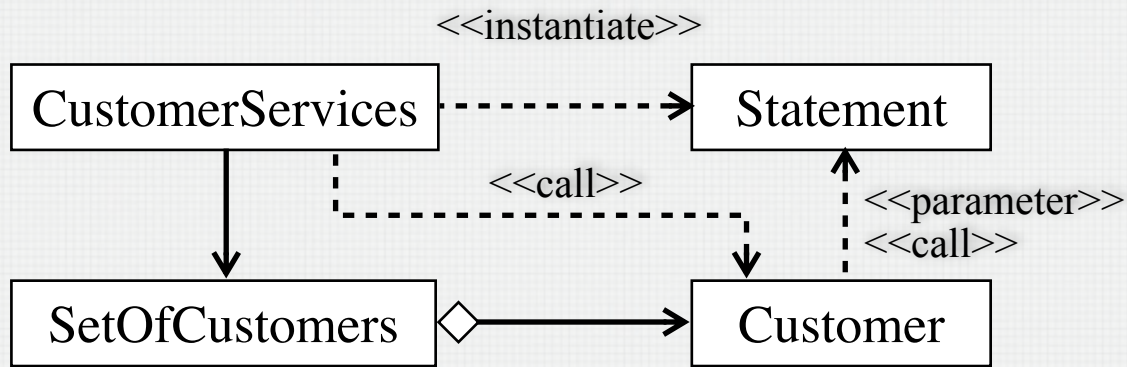 <<instantiate>>
CustomerServices
Statement
<<call>>
<<parameter>>
<<call>>
SetOfCustomers
Customer